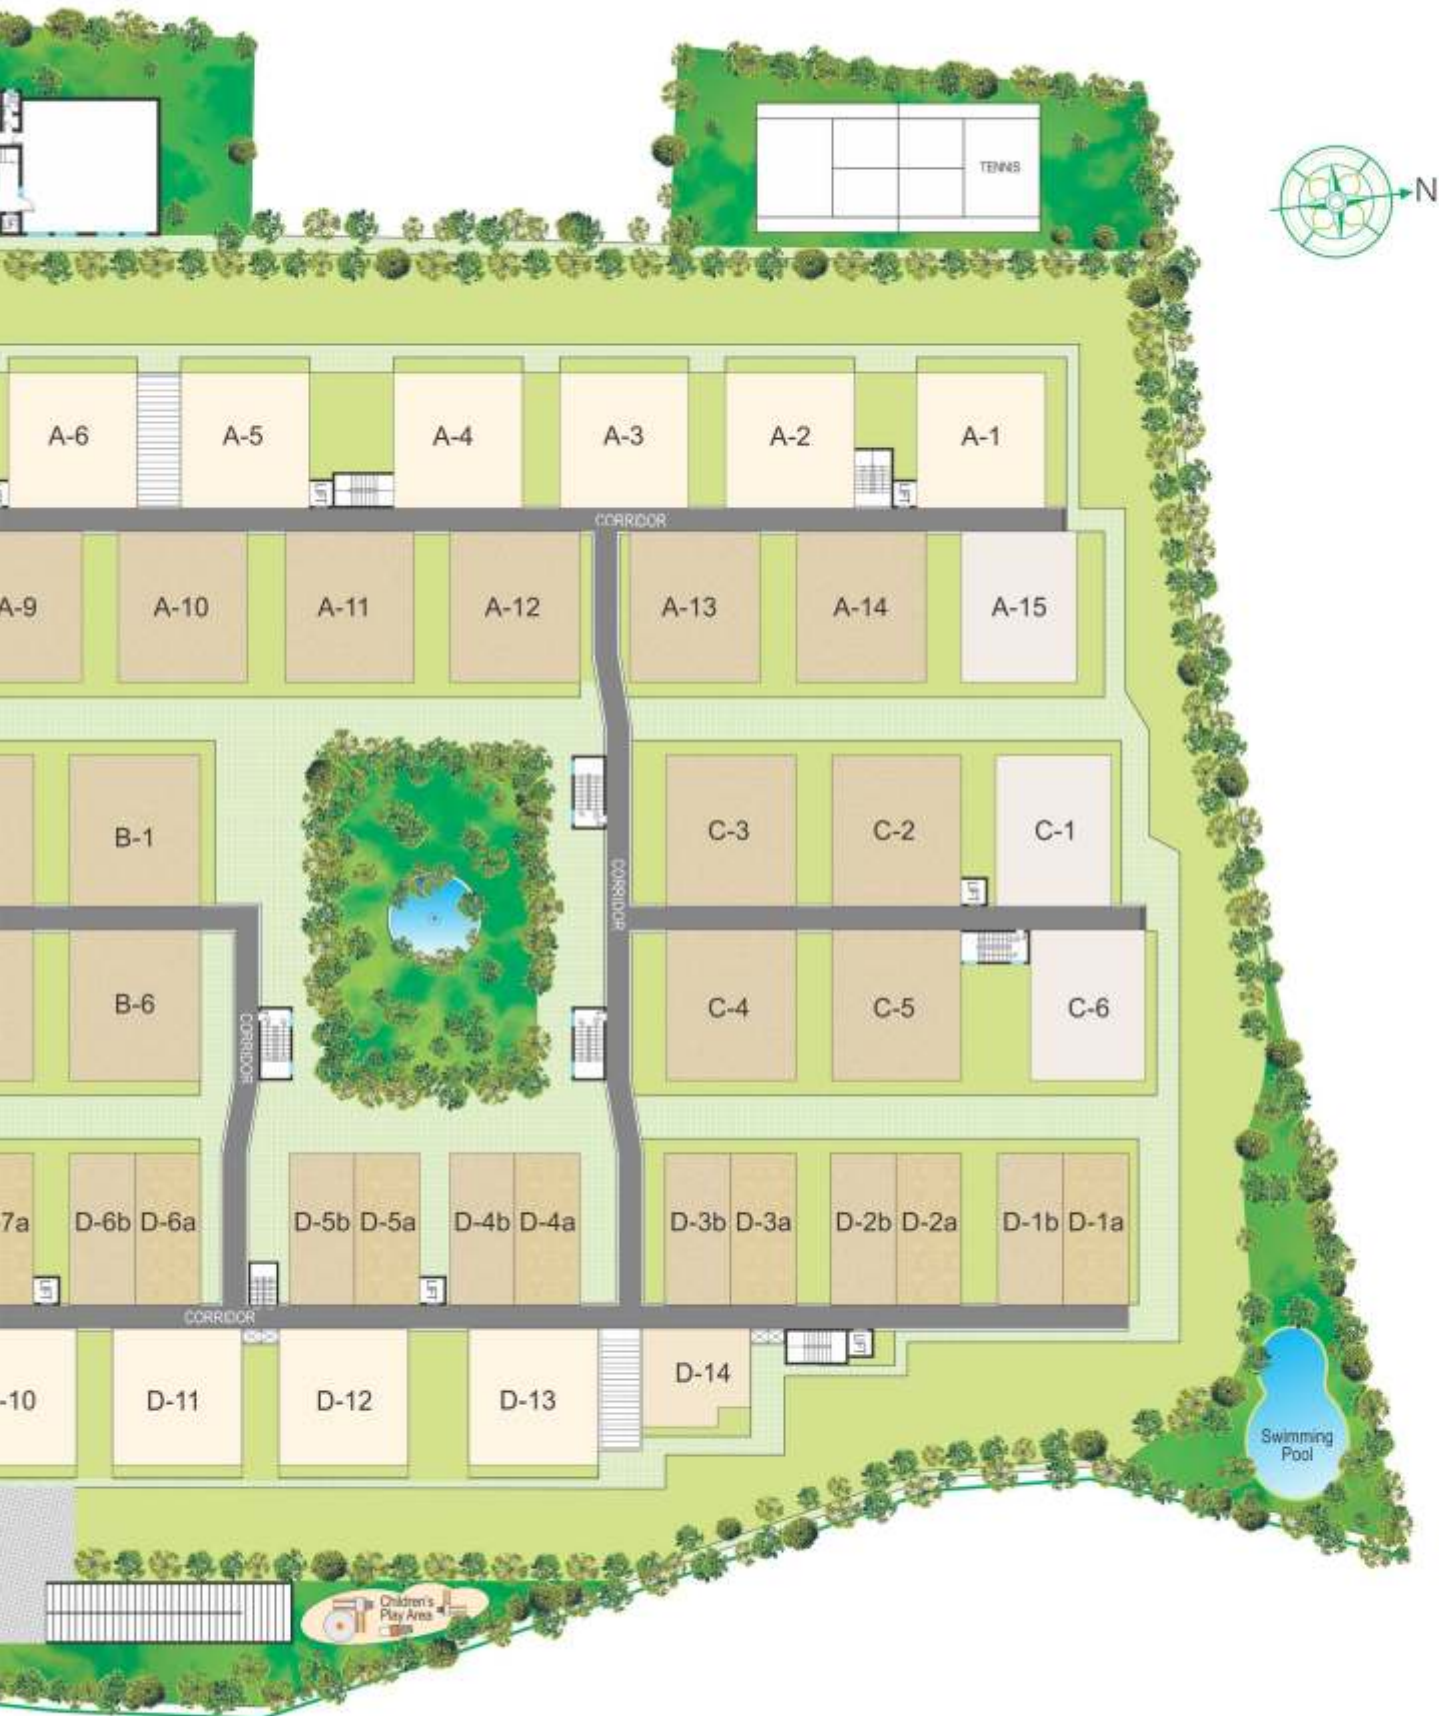 TENNIS
N
A-6
A-5
A-4
A-3
A-2
A-1
LIFT
LIFT
CORRIDOR
A-9
A-10
A-11
A-12
A-13
A-14
A-15
B-1
C-3
C-2
C-1
LIFT
CORRIDOR
B-6
C-4
C-5
C-6
CORRIDOR
7a
D-6b
D-6a
D-5b
D-5a
D-4b
D-4a
D-3b
D-3a
D-2b
D-2a
D-1b
D-1a
LIFT
LIFT
CORRIDOR
LIFT
-10
D-11
D-12
D-13
D-14
Swimming
Pool
Children's
Play Area